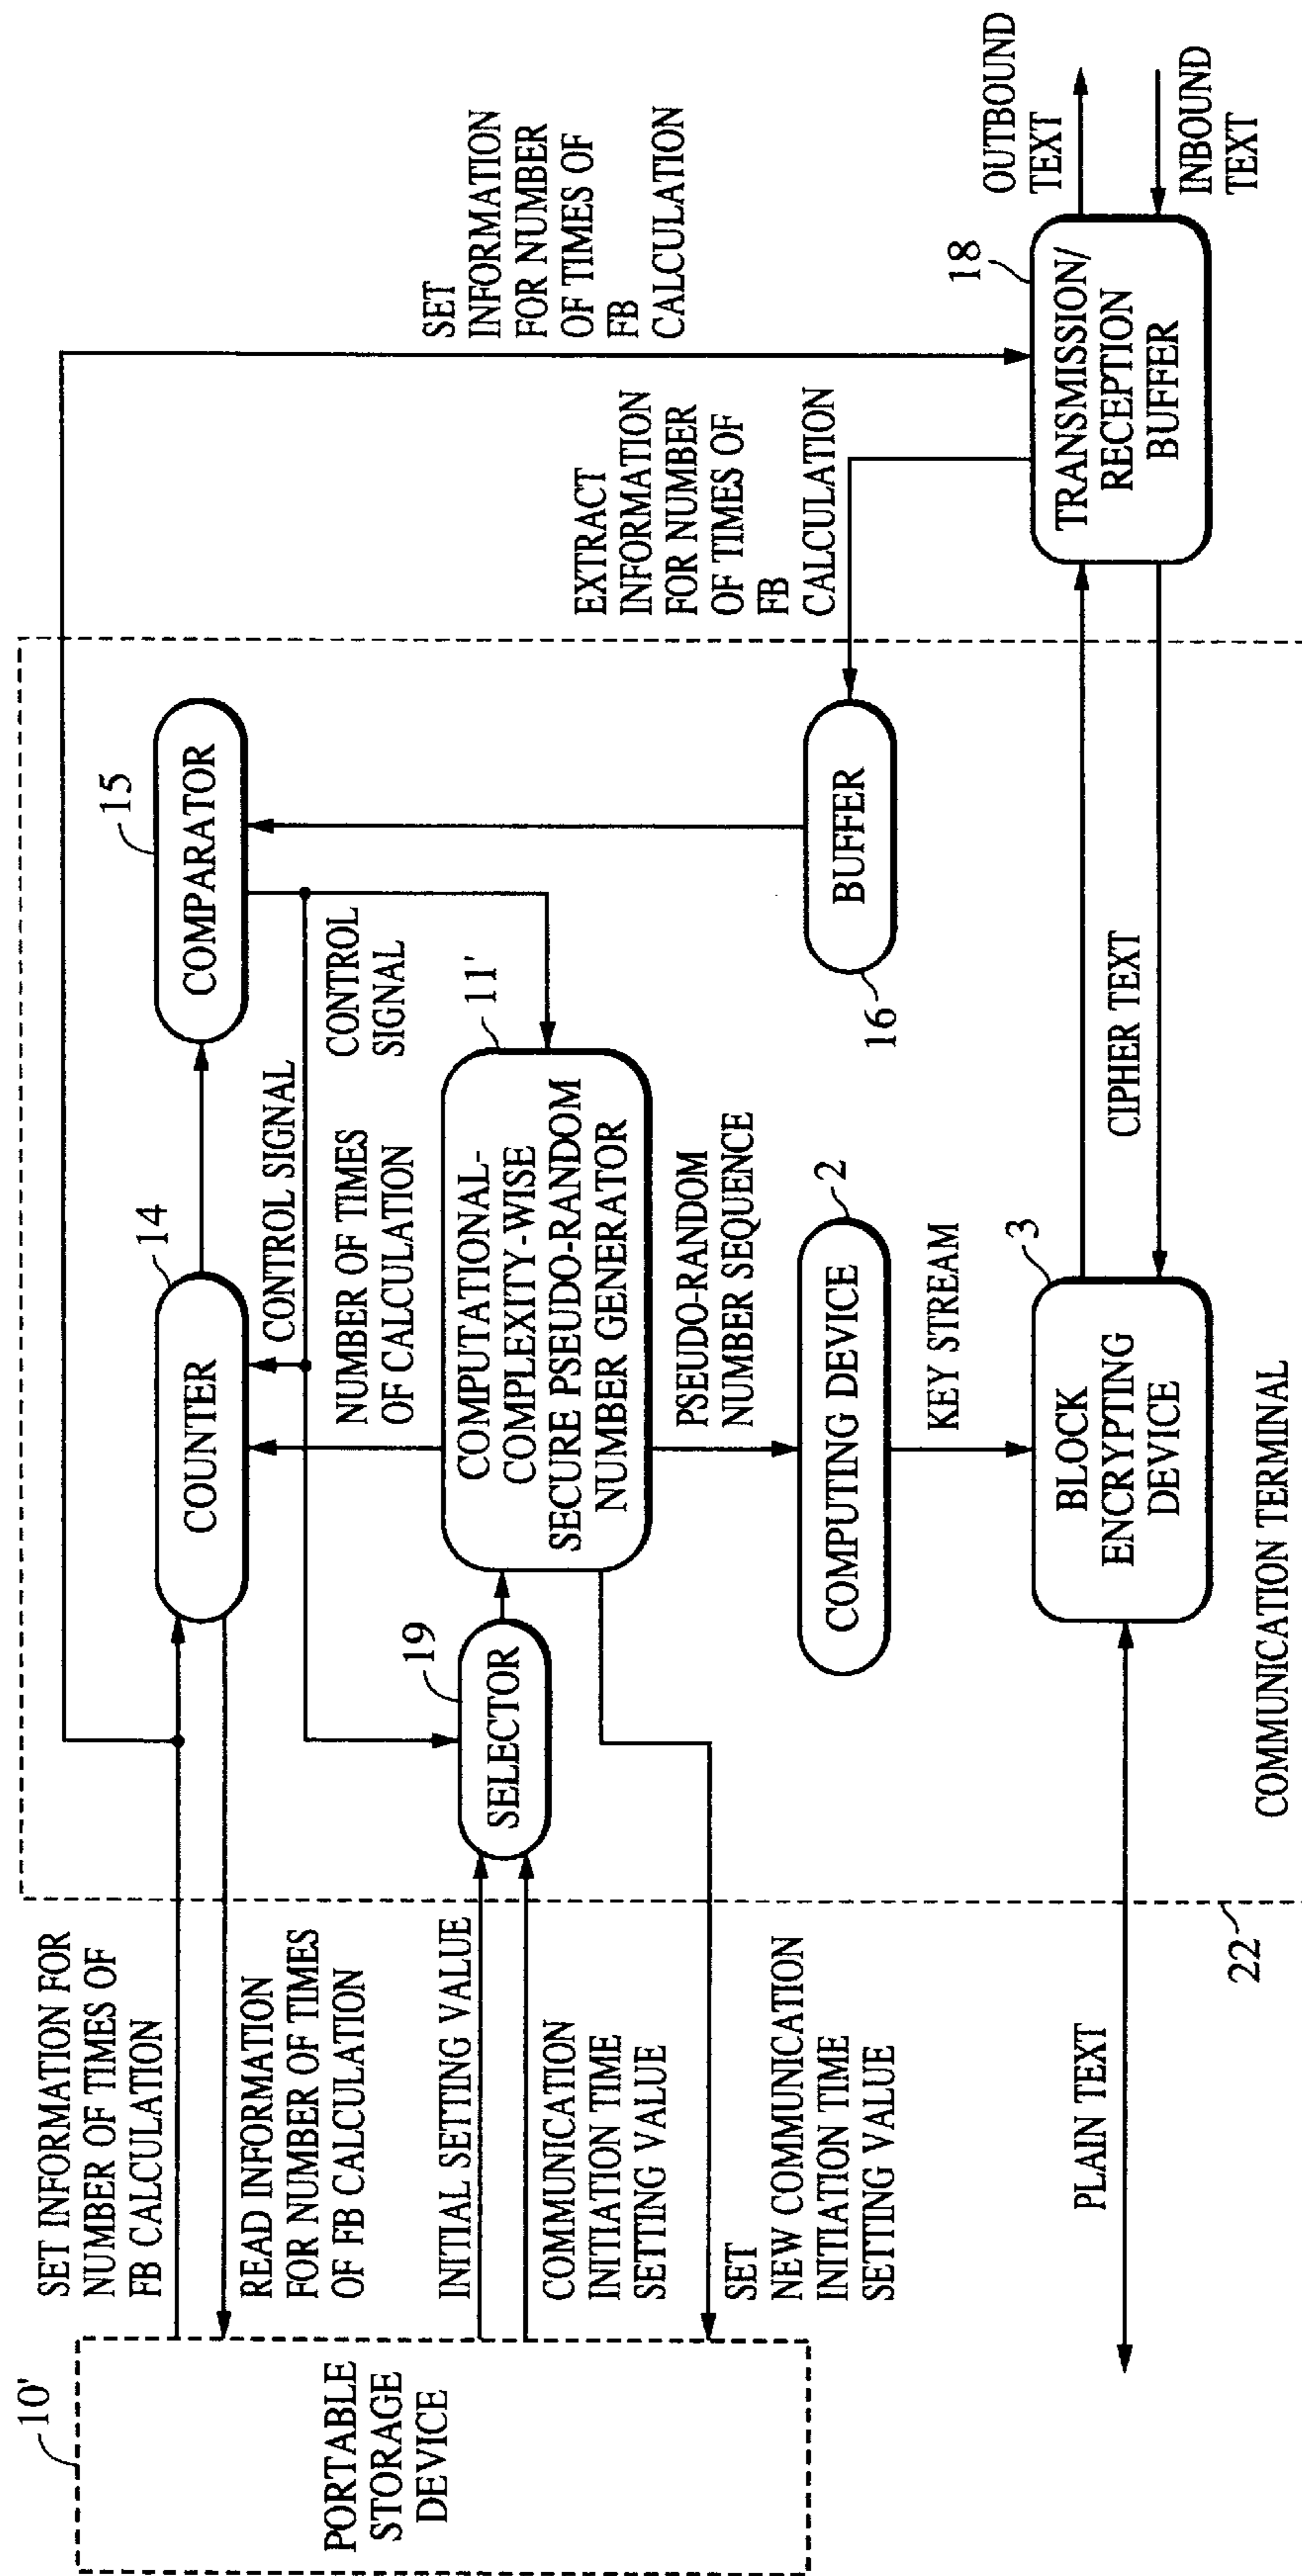 10'
PORTABLE
STORAGE
DEVICE
SET INFORMATION FOR
NUMBER OF TIMES OF
FB CALCULATION
READ INFORMATION
FOR NUMBER OF TIMES
OF FB CALCULATION
INITIAL SETTING VALUE
COMMUNICATION
INITIATION TIME
SETTING VALUE
SET
NEW COMMUNICATION
INITIATION TIME
SETTING VALUE
PLAIN TEXT
22
COMMUNICATION TERMINAL
14
COUNTER
15
COMPARATOR
CONTROL SIGNAL
CONTROL
SIGNAL
NUMBER OF TIMES
OF CALCULATION
19
SELECTOR
11'
COMPUTATIONAL-
COMPLEXITY-WISE
SECURE PSEUDO-RANDOM
NUMBER GENERATOR
PSEUDO-RANDOM
NUMBER SEQUENCE
COMPUTING DEVICE
2
KEY STREAM
3
BLOCK
ENCRYPTING
DEVICE
BUFFER
16
CIPHER TEXT
SET
INFORMATION
FOR NUMBER
OF TIMES OF
FB
CALCULATION
EXTRACT
INFORMATION
FOR NUMBER
OF TIMES OF
FB
CALCULATION
18
TRANSMISSION/
RECEPTION
BUFFER
OUTBOUND
TEXT
INBOUND
TEXT